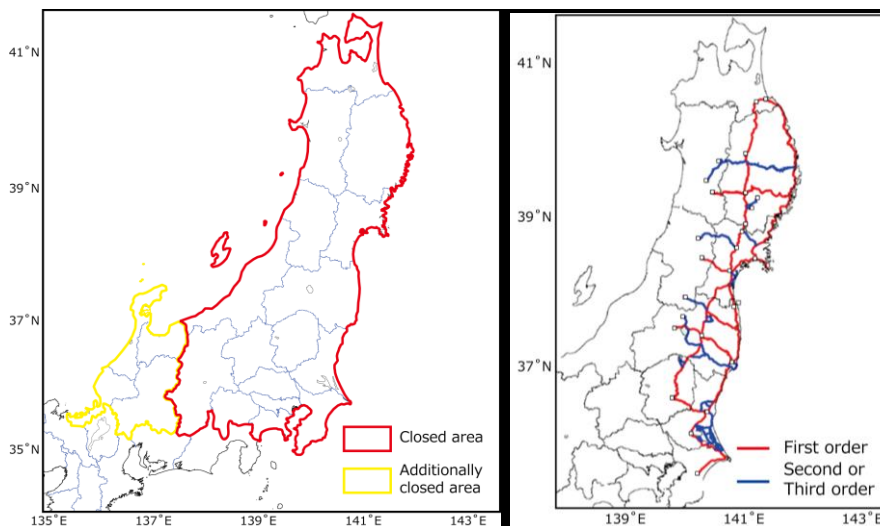 41˚N
39˚N
37˚N
35˚N
135˚E
137˚E
139˚E
141˚E
143˚E
Closed area
Additionally
closed area
41˚N
39˚N
37˚N
139˚E
141˚E
143˚E
First order
Second or
Third order